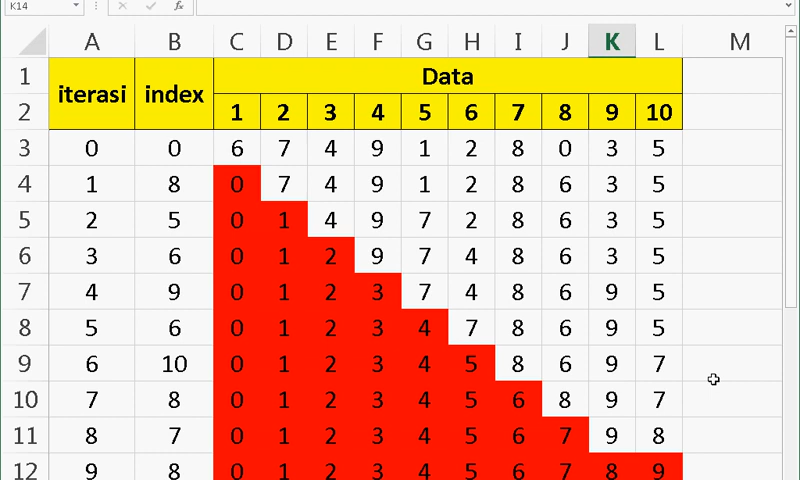 K14 fx
A B C D E F G H I J K L M
1 iterasi index Data
2 1 2 3 4 5 6 7 8 9 10
3 0 0 6 7 4 9 1 2 8 0 3 5
4 1 8 0 7 4 9 1 2 8 6 3 5
5 2 5 0 1 4 9 7 2 8 6 3 5
6 3 6 0 1 2 9 7 4 8 6 3 5
7 4 9 0 1 2 3 7 4 8 6 9 5
8 5 6 0 1 2 3 4 7 8 6 9 5
9 6 10 0 1 2 3 4 5 8 6 9 7
10 7 8 0 1 2 3 4 5 6 8 9 7
11 8 7 0 1 2 3 4 5 6 7 9 8
12 9 8 0 1 2 3 4 5 6 7 8 9